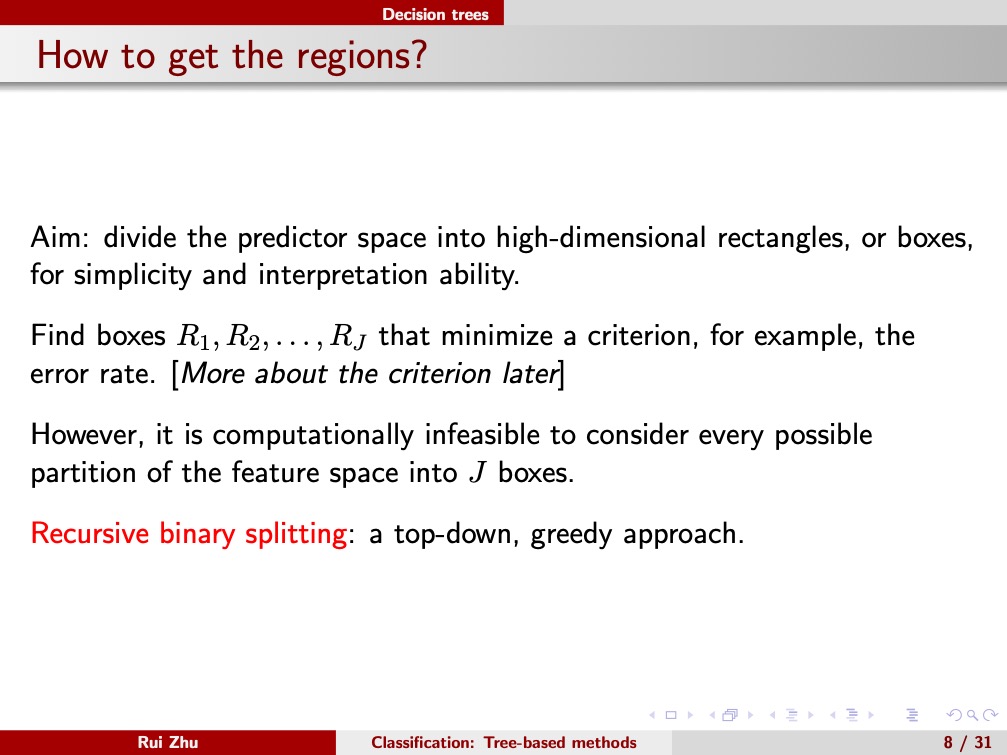 Decision trees
How to get the regions?
Aim: divide the predictor space into high-dimensional rectangles, or boxes,
for simplicity and interpretation ability.
Find boxes R₁, R₂, . . . , R_J that minimize a criterion, for example, the
error rate. [More about the criterion later]
However, it is computationally infeasible to consider every possible
partition of the feature space into J boxes.
Recursive binary splitting: a top-down, greedy approach.
Rui Zhu
Classification: Tree-based methods
8 / 31